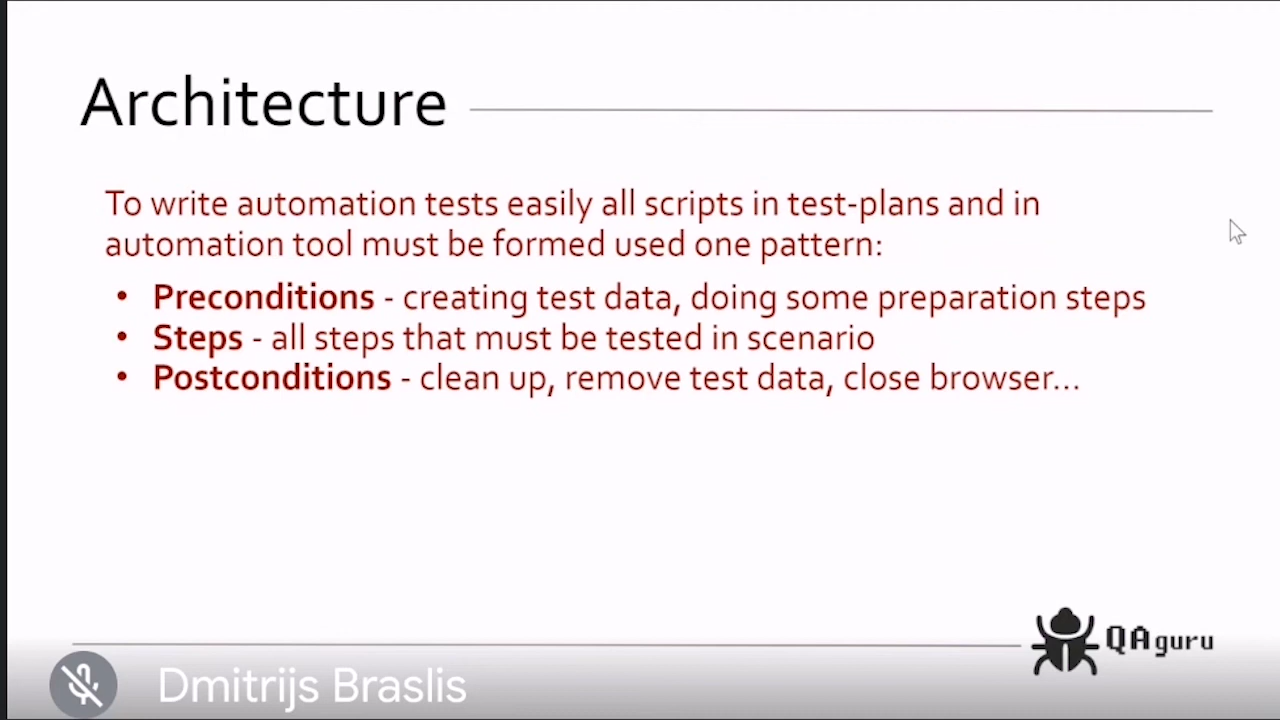 Architecture
To write automation tests easily all scripts in test-plans and in
automation tool must be formed used one pattern:
• Preconditions - creating test data, doing some preparation steps
• Steps - all steps that must be tested in scenario
• Postconditions - clean up, remove test data, close browser...
QAguru
Dmitrijs Braslis